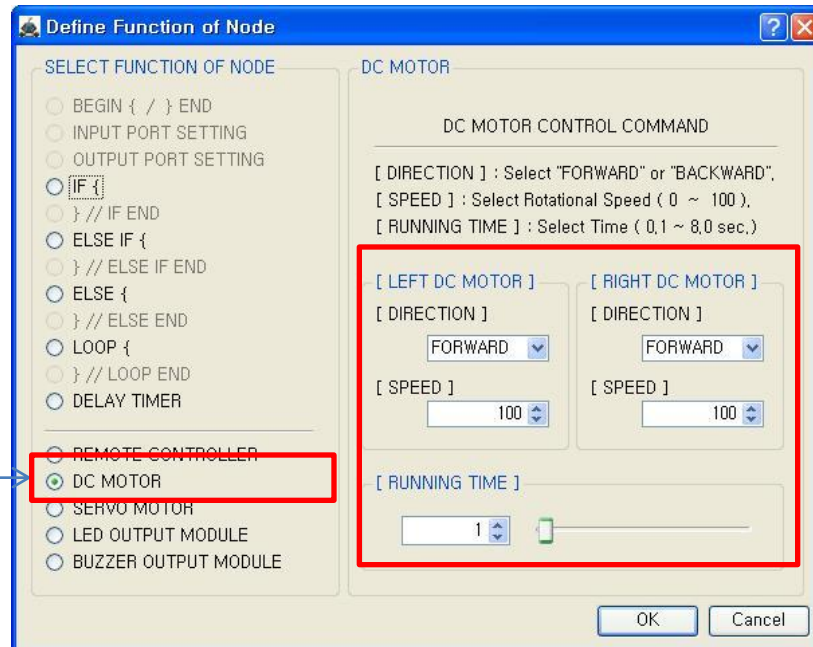 Define Function of Node
SELECT FUNCTION OF NODE
BEGIN { / } END
INPUT PORT SETTING
OUTPUT PORT SETTING
IF {
} // IF END
ELSE IF {
} // ELSE IF END
ELSE {
} // ELSE END
LOOP {
} // LOOP END
DELAY TIMER
REMOTE CONTROLLER
DC MOTOR
SERVO MOTOR
LED OUTPUT MODULE
BUZZER OUTPUT MODULE
DC MOTOR
DC MOTOR CONTROL COMMAND
[ DIRECTION ] : Select "FORWARD" or "BACKWARD",
[ SPEED ] : Select Rotational Speed ( 0 ~ 100 ),
[ RUNNING TIME ] : Select Time ( 0,1 ~ 8,0 sec,)
[ LEFT DC MOTOR ]
[ DIRECTION ]
FORWARD
[ SPEED ]
100
[ RIGHT DC MOTOR ]
[ DIRECTION ]
FORWARD
[ SPEED ]
100
[ RUNNING TIME ]
1
OK
Cancel